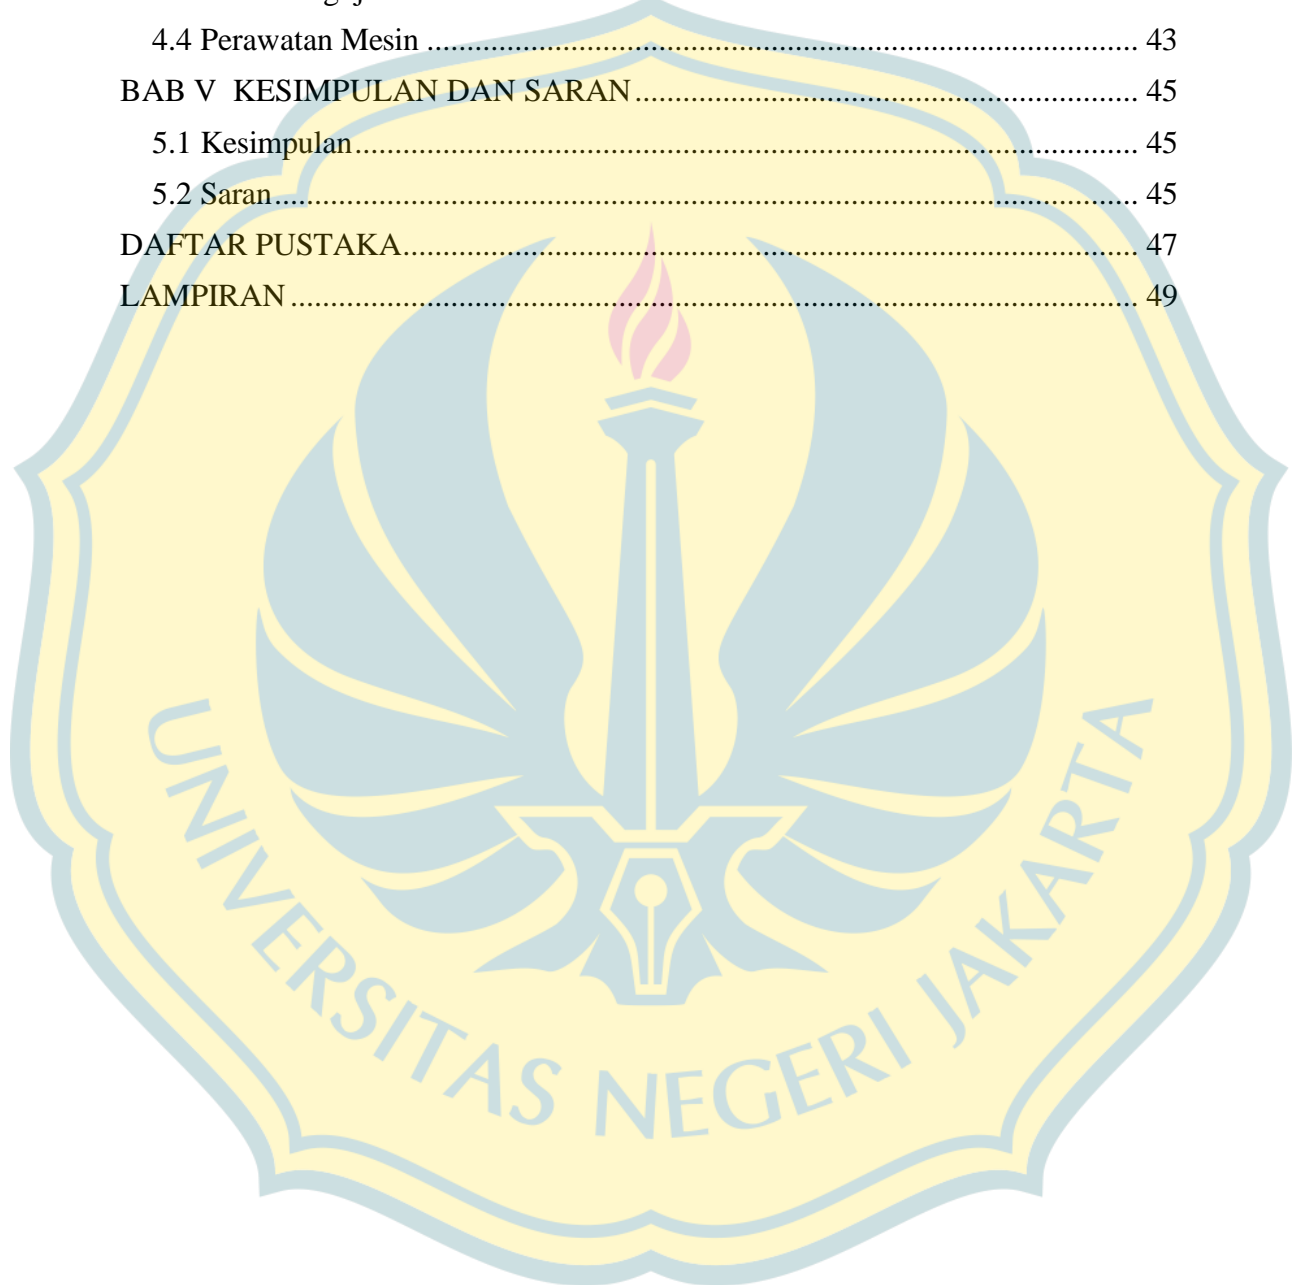 4.4 Perawatan Mesin ........................................................................................... 43
BAB V  KESIMPULAN DAN SARAN ................................................................ 45
5.1 Kesimpulan .................................................................................................... 45
5.2 Saran ............................................................................................................... 45
DAFTAR PUSTAKA .............................................................................................. 47
LAMPIRAN ............................................................................................................ 49
UNIVERSITAS NEGERI JAKARTA